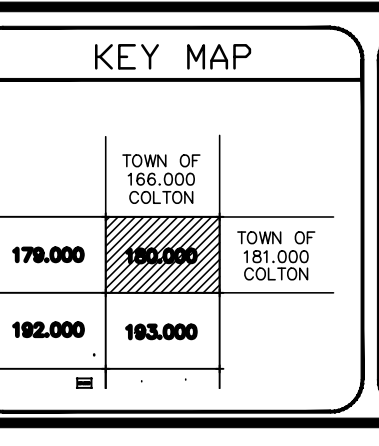 KEY MAP
TOWN OF
166.000
COLTON
179.000
180.000
TOWN OF
181.000
COLTON
192.000
193.000